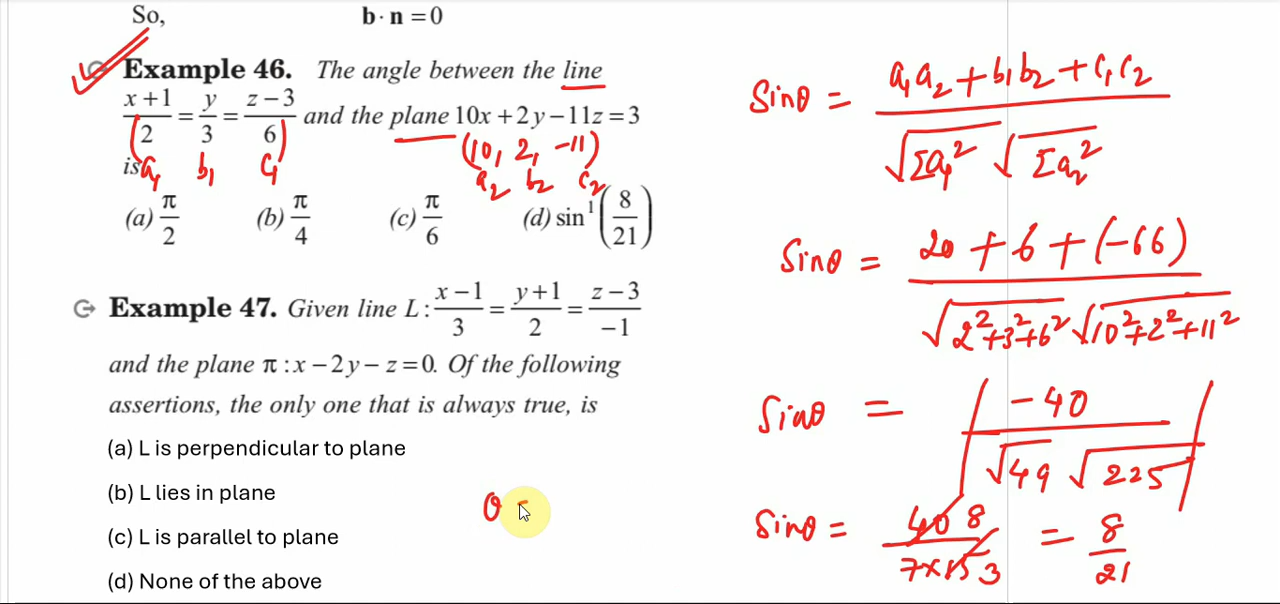 So, b · n = 0
Example 46. The angle between the line
x+1/2 = y/3 = z−3/6 and the plane 10x+2y−11z=3
(10, 2, −11)
is a₁ b₁ c₁ a₂ b₂ c₂
(a) π/2 (b) π/4 (c) π/6 (d) sin¹(8/21)
Example 47. Given line L: x−1/3 = y+1/2 = z−3/−1
and the plane π : x−2y−z=0. Of the following
assertions, the only one that is always true, is
(a) L is perpendicular to plane
(b) L lies in plane
(c) L is parallel to plane
(d) None of the above
θ
Sinθ = a₁a₂+b₁b₂+c₁c₂ / √Σa₁² √Σa₂²
Sinθ = 20+6+(−66) / √2²+3²+6² √10²+2²+11²
Sinθ = |−40 / √49 √225|
Sinθ = 40 8 / 7×15 3 = 8/21